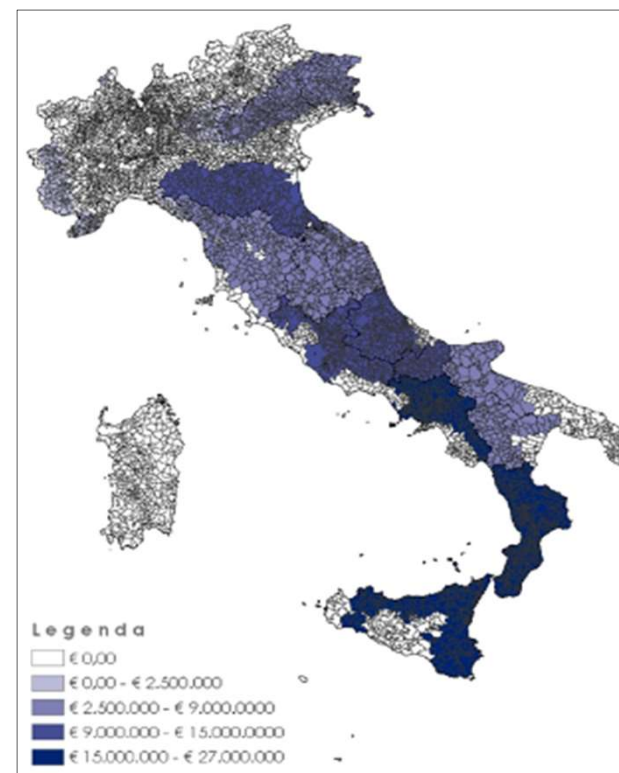 Legenda
€ 0,00
€ 0,00 - € 2.500.000
€ 2.500.000 - € 9.000.0000
€ 9.000.000 - € 15.000.0000
€ 15.000.000 - € 27.000.000